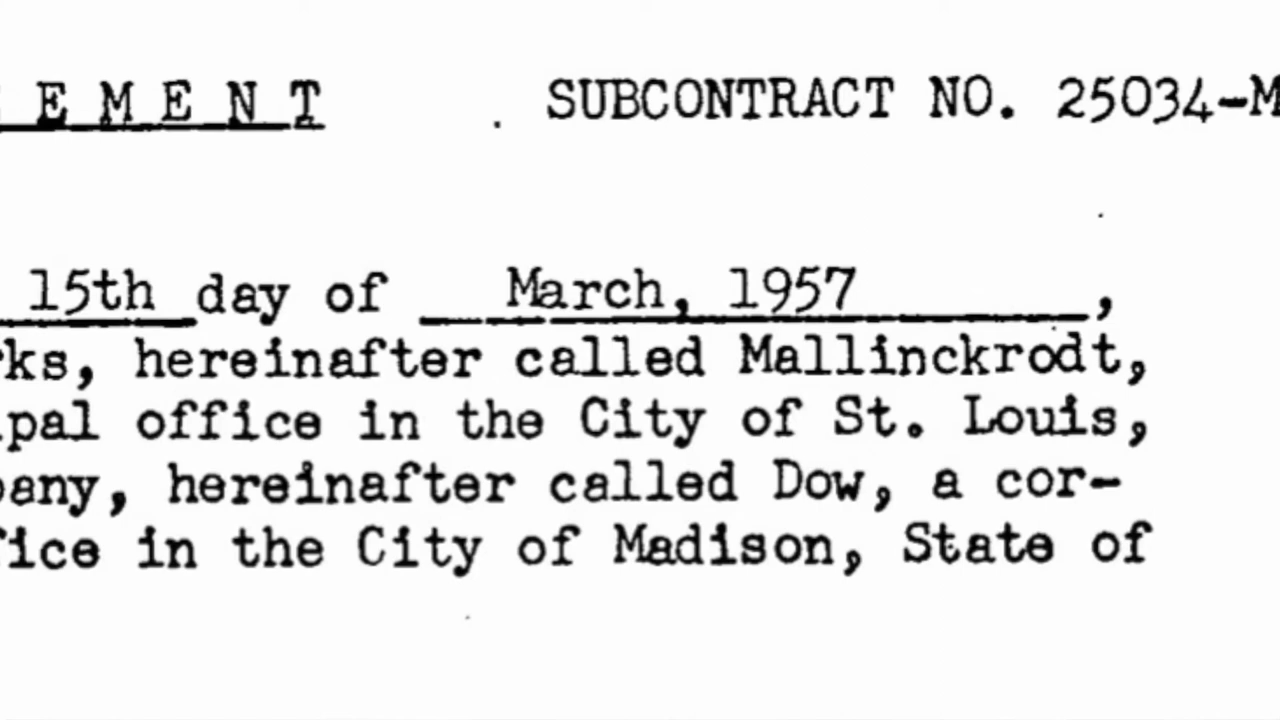 E M E N T . SUBCONTRACT NO. 25034-M
15th day of March, 1957 ,
rks, hereinafter called Mallinckrodt,
ipal office in the City of St. Louis,
pany, hereinafter called Dow, a cor-
fice in the City of Madison, State of